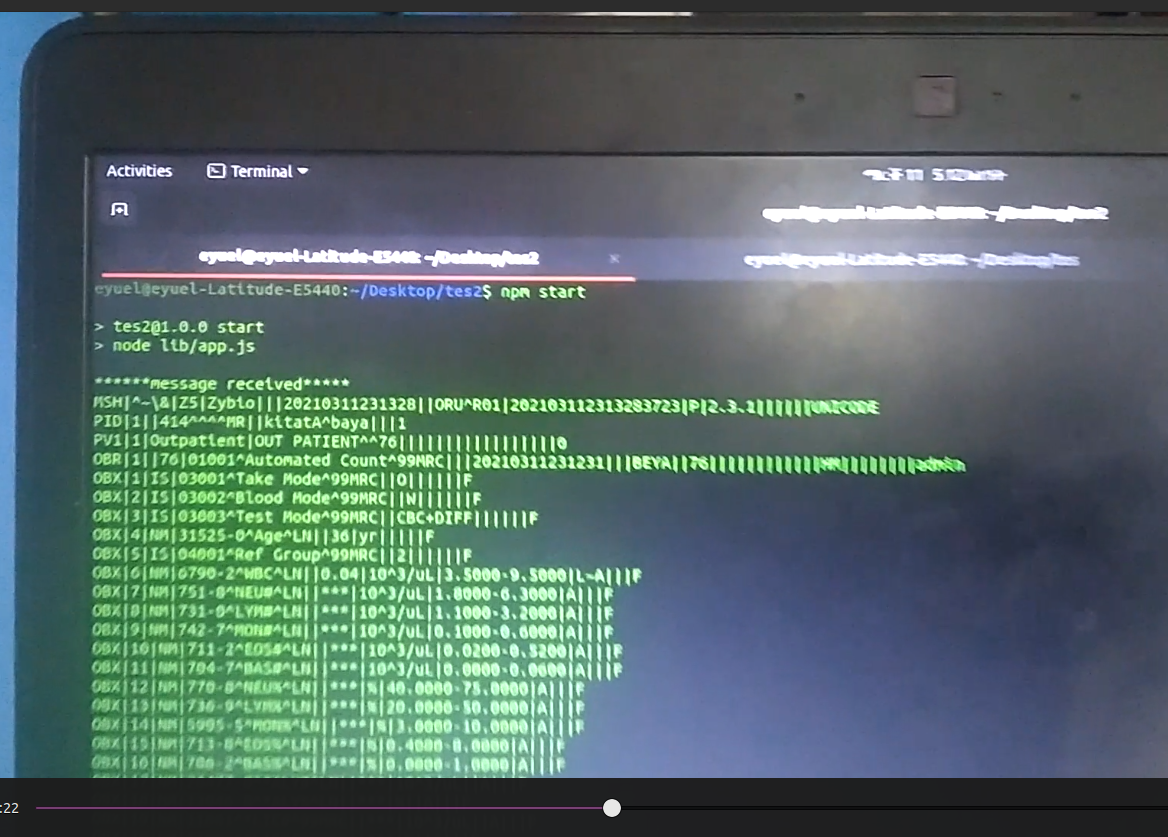 Activities Terminal
eyuel@eyuel-Latitude-E5440: ~/Desktop/tes2
eyuel@eyuel-Latitude-E5440: ~/Desktop/tes2 × eyuel@eyuel-Latitude-E5440: ~/Desktop/tes
eyuel@eyuel-Latitude-E5440:~/Desktop/tes2$ npm start
> tes2@1.0.0 start
> node lib/app.js
******message received*****
MSH|^~\&|Z5|Zybio|||20210311231328||ORU^R01|202103112313283723|P|2.3.1||||||UNICODE
PID|1||414^^^^MR||kitatA^baya|||1
PV1|1|Outpatient|OUT PATIENT^^76|||||||||||||||||0
OBR|1||76|01001^Automated Count^99MRC|||20210311231231|||BEYA||76||||||||||||HM||||||||admin
OBX|1|IS|03001^Take Mode^99MRC||O||||||F
OBX|2|IS|03002^Blood Mode^99MRC||W||||||F
OBX|3|IS|03003^Test Mode^99MRC||CBC+DIFF||||||F
OBX|4|NM|31525-0^Age^LN||36|yr|||||F
OBX|5|IS|04001^Ref Group^99MRC||2||||||F
OBX|6|NM|6790-2^WBC^LN||0.04|10^3/uL|3.5000-9.5000|L~A|||F
OBX|7|NM|751-8^NEU#^LN||***|10^3/uL|1.8000-6.3000|A|||F
OBX|8|NM|731-0^LYM#^LN||***|10^3/uL|1.1000-3.2000|A|||F
OBX|9|NM|742-7^MON#^LN||***|10^3/uL|0.1000-0.6000|A|||F
OBX|10|NM|711-2^EOS#^LN||***|10^3/uL|0.0200-0.5200|A|||F
OBX|11|NM|704-7^BAS#^LN||***|10^3/uL|0.0000-0.0600|A|||F
OBX|12|NM|770-8^NEU%^LN||***|%|40.0000-75.0000|A|||F
OBX|13|NM|736-9^LYM%^LN||***|%|20.0000-50.0000|A|||F
OBX|14|NM|5905-5^MON%^LN||***|%|3.0000-10.0000|A|||F
OBX|15|NM|713-8^EOS%^LN||***|%|0.4000-8.0000|A|||F
OBX|16|NM|706-2^BAS%^LN||***|%|0.0000-1.0000|A|||F
:22